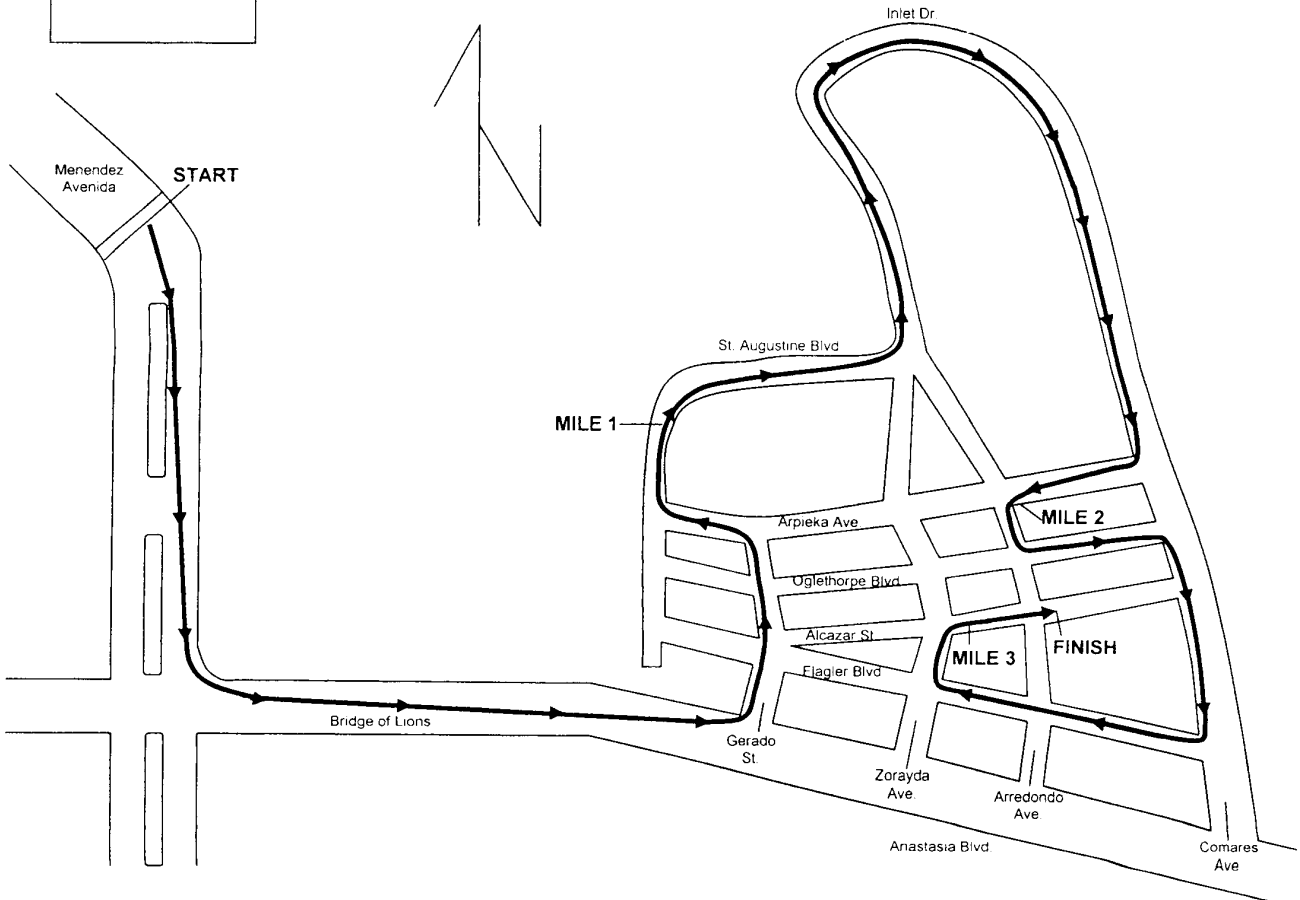 Inlet Dr.
Menendez
Avenida
START
St. Augustine Blvd
MILE 1
Arpieka Ave
MILE 2
Oglethorpe Blvd
Alcazar St.
MILE 3
FINISH
Flagler Blvd
Bridge of Lions
Gerado
St.
Zorayda
Ave.
Arredondo
Ave.
Anastasia Blvd.
Comares
Ave